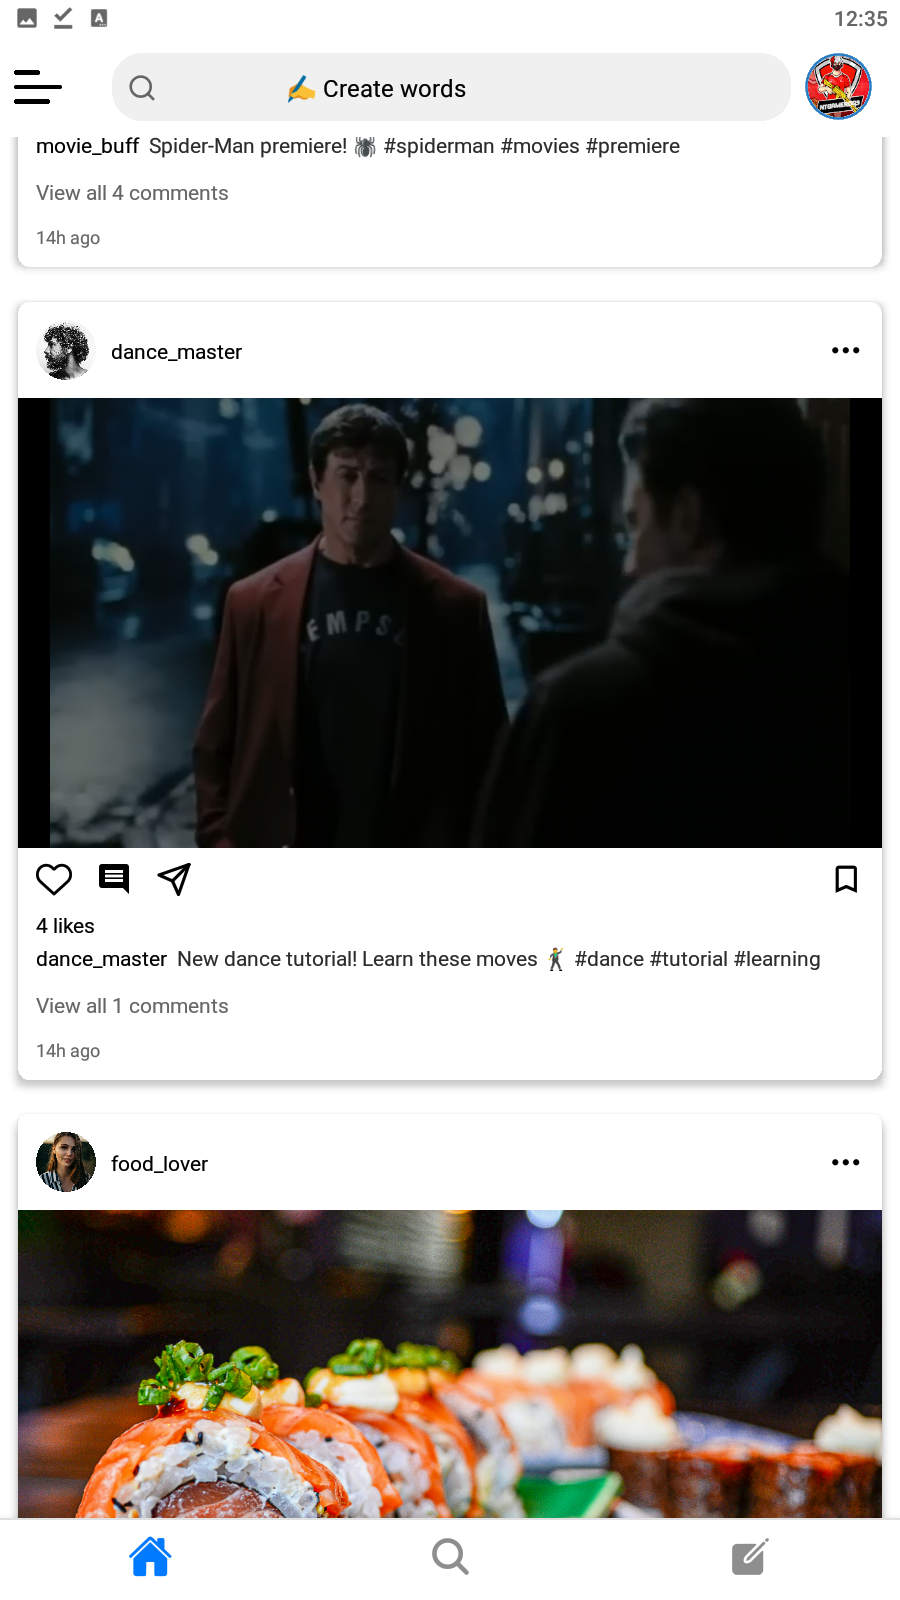 12:35
✍️ Create words
movie_buff Spider-Man premiere! 🕷️ #spiderman #movies #premiere
View all 4 comments
14h ago
dance_master
EMPS
4 likes
dance_master New dance tutorial! Learn these moves 🕺 #dance #tutorial #learning
View all 1 comments
14h ago
food_lover